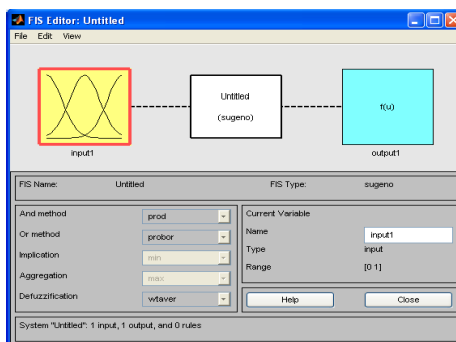 FIS Editor: Untitled
File Edit View
Untitled
(sugeno)
f(u)
input1
output1
FIS Name: Untitled FIS Type: sugeno
And method prod
Or method probor
Implication min
Aggregation max
Defuzzification wtaver
Current Variable
Name input1
Type input
Range [0 1]
Help Close
System "Untitled": 1 input, 1 output, and 0 rules